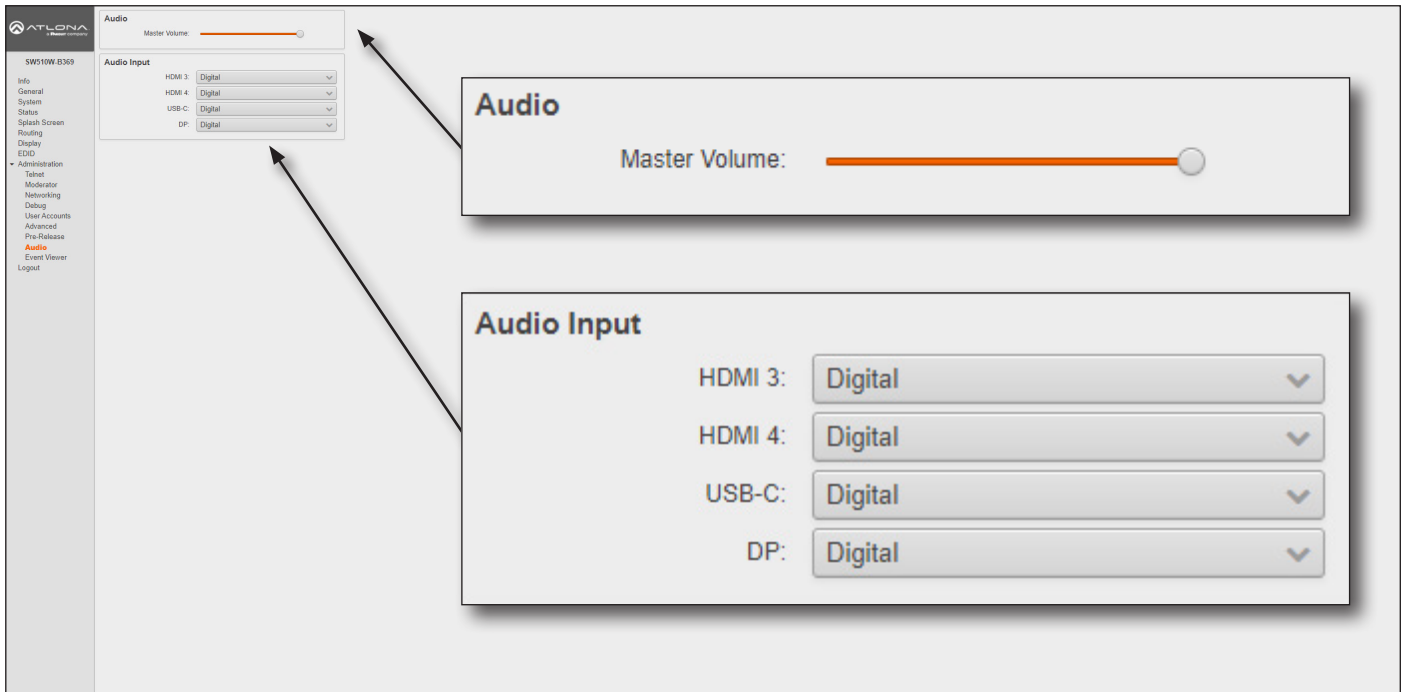 ATLONA
a Panduit company
SW510W-B369
Info
General
System
Status
Splash Screen
Routing
Display
EDID
Administration
Telnet
Moderator
Networking
Debug
User Accounts
Advanced
Pre-Release
Audio
Event Viewer
Logout
Audio
Master Volume:
Audio Input
HDMI 3: Digital
HDMI 4: Digital
USB-C: Digital
DP: Digital
Audio
Master Volume:
Audio Input
HDMI 3: Digital
HDMI 4: Digital
USB-C: Digital
DP: Digital